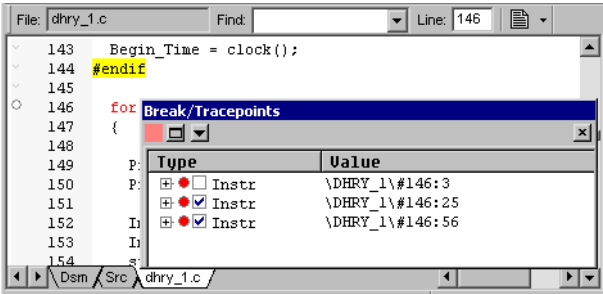 File: dhry_1.c Find: Line: 146
143 Begin_Time = clock();
144 #endif
145
146 for
147 {
148
149
150
151
152
153
154
Break/Tracepoints
Type Value
Instr \DHRY_1\#146:3
Instr \DHRY_1\#146:25
Instr \DHRY_1\#146:56
Dsm Src dhry_1.c